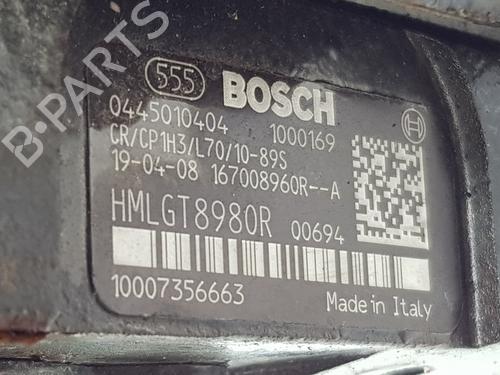 B-PARTS
555 BOSCH
0445010404 1000169
CR/CP1H3/L70/10-89S
19-04-08 167008960R--A
HMLGT8980R 00694
10007356663 Made in Italy